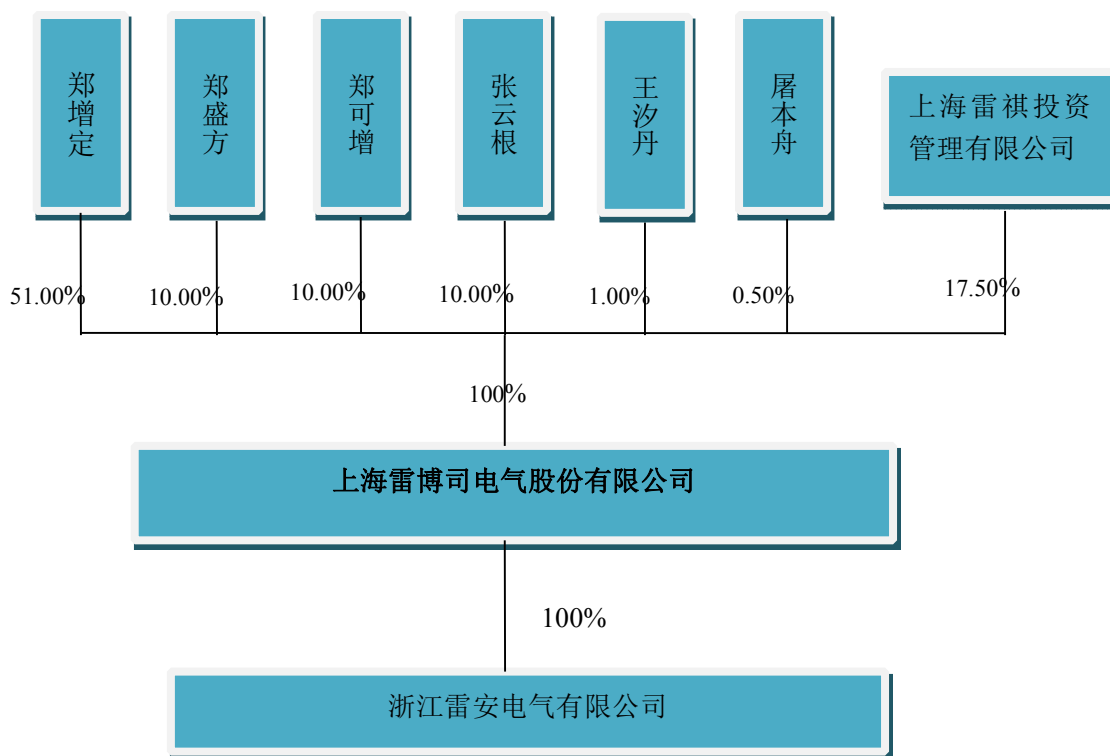 郑增定
郑盛方
郑可增
张云根
王汐丹
屠本舟
上海雷祺投资
管理有限公司
51.00%
10.00%
10.00%
10.00%
1.00%
0.50%
17.50%
100%
上海雷博司电气股份有限公司
100%
浙江雷安电气有限公司